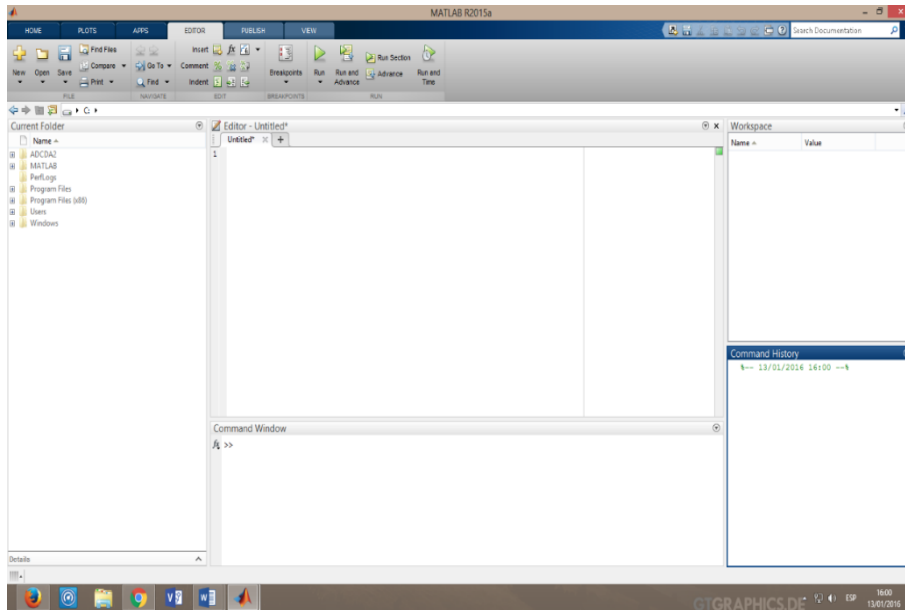 MATLAB R2015a
HOME PLOTS APPS EDITOR PUBLISH VIEW
Search Documentation
New Open Save
Find Files
Compare
Print
Go To
Find
Insert
Comment
Indent
Breakpoints
Run
Run and Advance
Run Section
Advance
Run and Time
FILE NAVIGATE EDIT BREAKPOINTS RUN
C:
Current Folder
Name
ADCDA2
MATLAB
PerfLogs
Program Files
Program Files (x86)
Users
Windows
Details
Editor - Untitled*
Untitled*
1
Command Window
fx >>
Workspace
Name Value
Command History
%-- 13/01/2016 16:00 --%
GTGRAPHICS.DE
ESP
16:00
13/01/2016